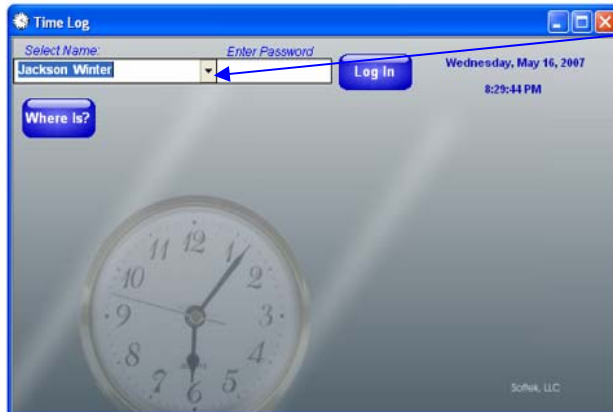 Time Log
Select Name:
Enter Password
Jackson Winter
Log In
Wednesday, May 16, 2007
8:29:44 PM
Where Is?
12
1
2
3
4
5
6
7
8
9
10
11
Softek, LLC